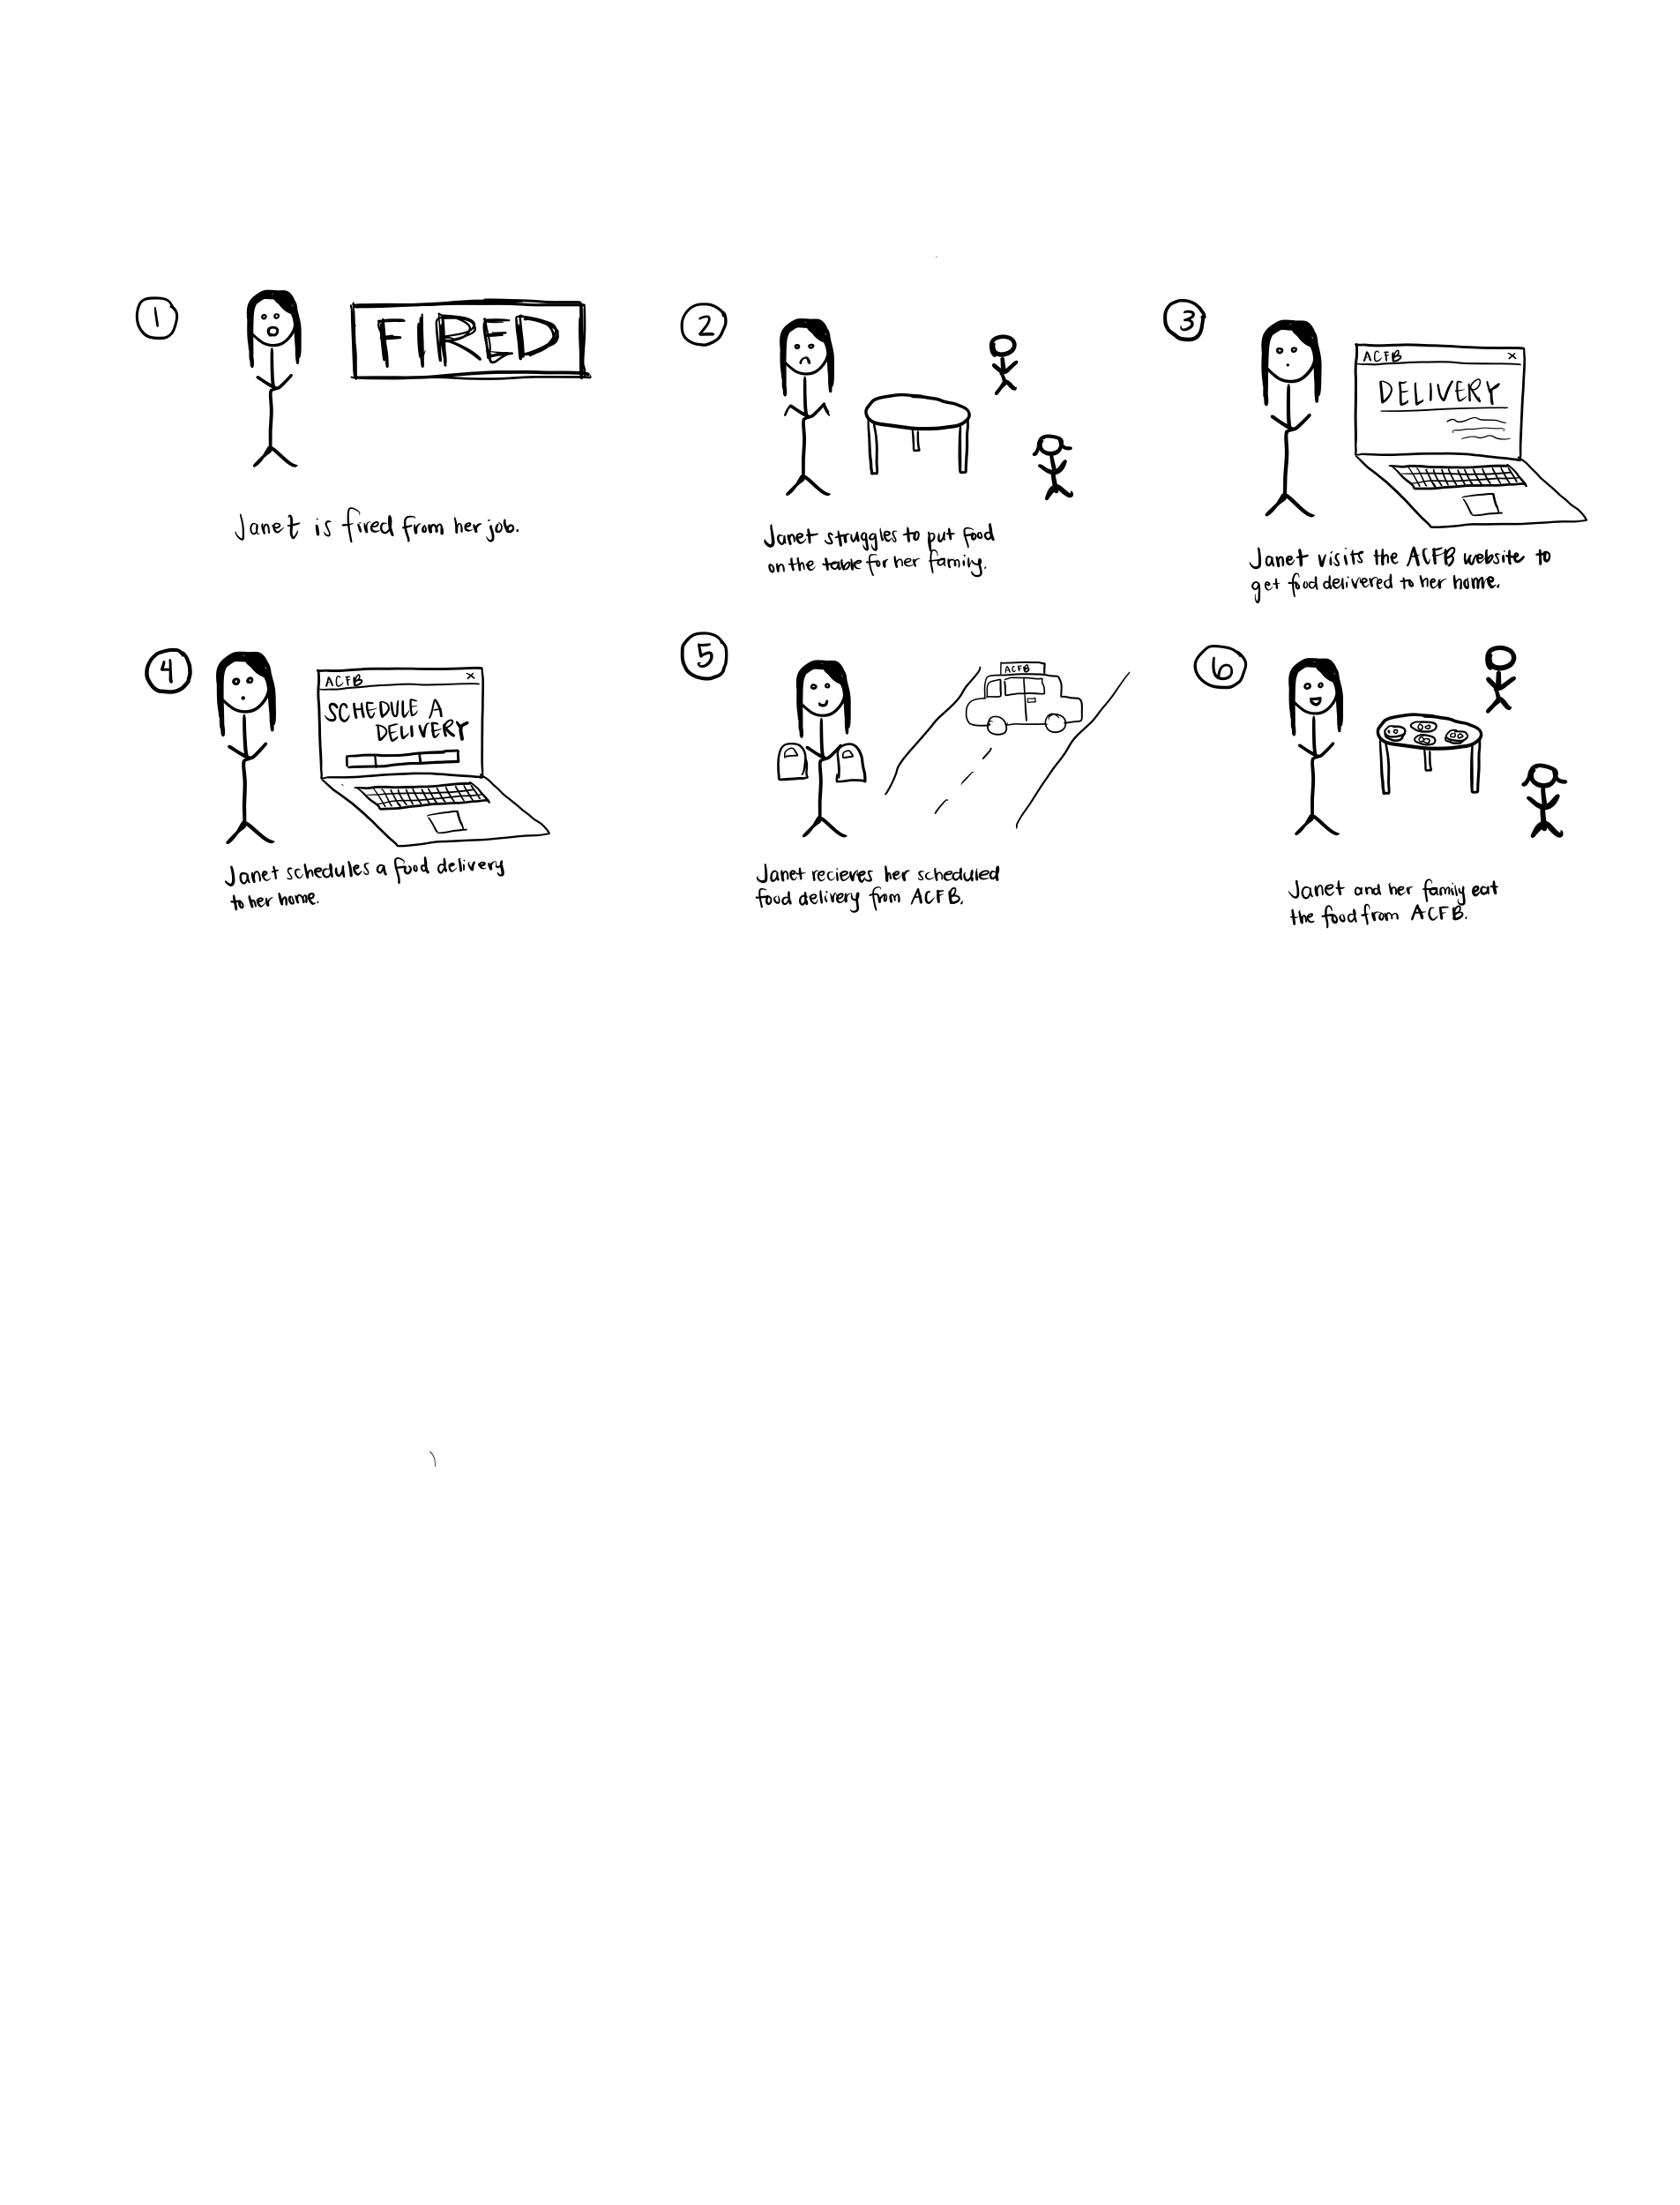 1
FIRED
Janet is fired from her job.
2
Janet struggles to put food
on the table for her family.
3
ACFB x
DELIVERY
Janet visits the ACFB website to
get food delivered to her home.
4
ACFB x
SCHEDULE A
DELIVERY
Janet schedules a food delivery
to her home.
5
ACFB
Janet recieves her scheduled
food delivery from ACFB.
6
Janet and her family eat
the food from ACFB.